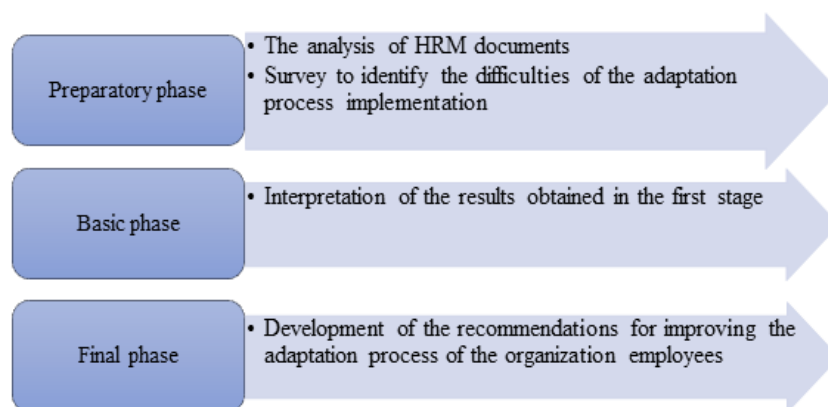 Preparatory phase
• The analysis of HRM documents
• Survey to identify the difficulties of the adaptation
process implementation
Basic phase
• Interpretation of the results obtained in the first stage
Final phase
• Development of the recommendations for improving the
adaptation process of the organization employees